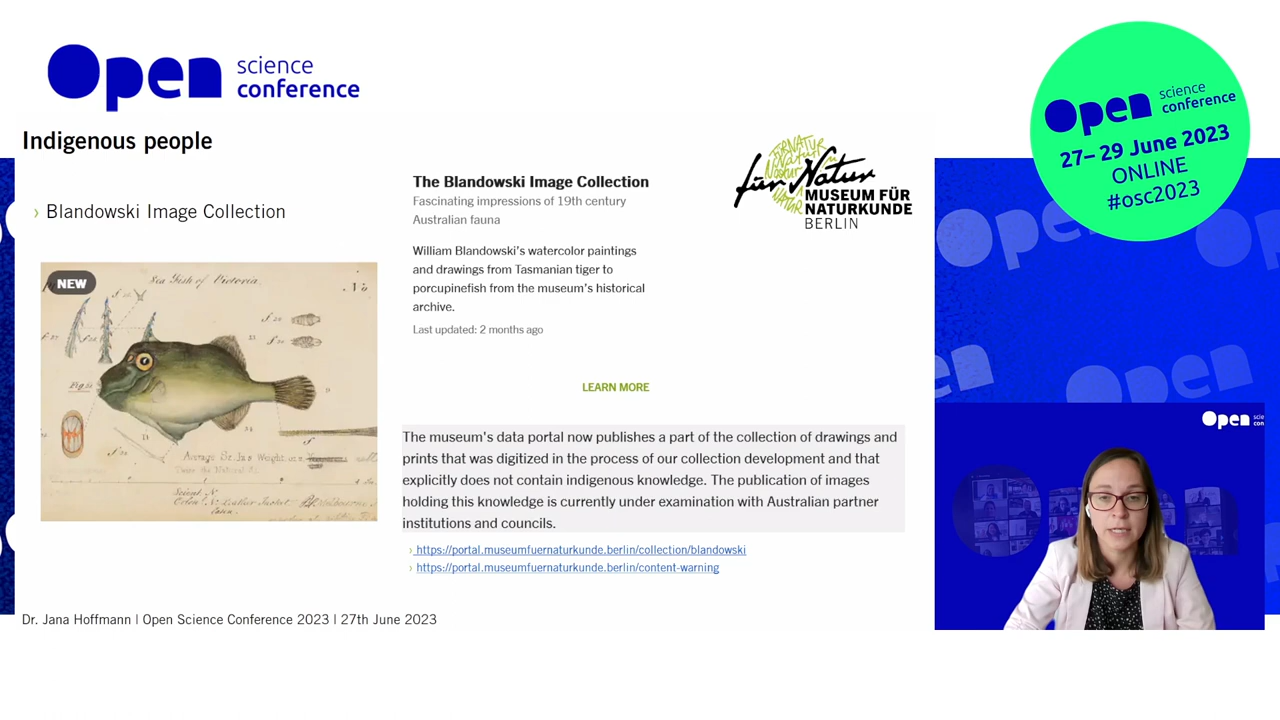 Open science conference
Open science conference
27– 29 June 2023
ONLINE
#osc2023
Indigenous people
› Blandowski Image Collection
NEW
Sea Fish of Victoria.
The Blandowski Image Collection
Fascinating impressions of 19th century
Australian fauna
William Blandowski's watercolor paintings
and drawings from Tasmanian tiger to
porcupinefish from the museum's historical
archive.
Last updated: 2 months ago
LEARN MORE
für Natur
MUSEUM FÜR
NATURKUNDE
BERLIN
The museum's data portal now publishes a part of the collection of drawings and
prints that was digitized in the process of our collection development and that
explicitly does not contain indigenous knowledge. The publication of images
holding this knowledge is currently under examination with Australian partner
institutions and councils.
› https://portal.museumfuernaturkunde.berlin/collection/blandowski
› https://portal.museumfuernaturkunde.berlin/content-warning
Open
Dr. Jana Hoffmann | Open Science Conference 2023 | 27th June 2023